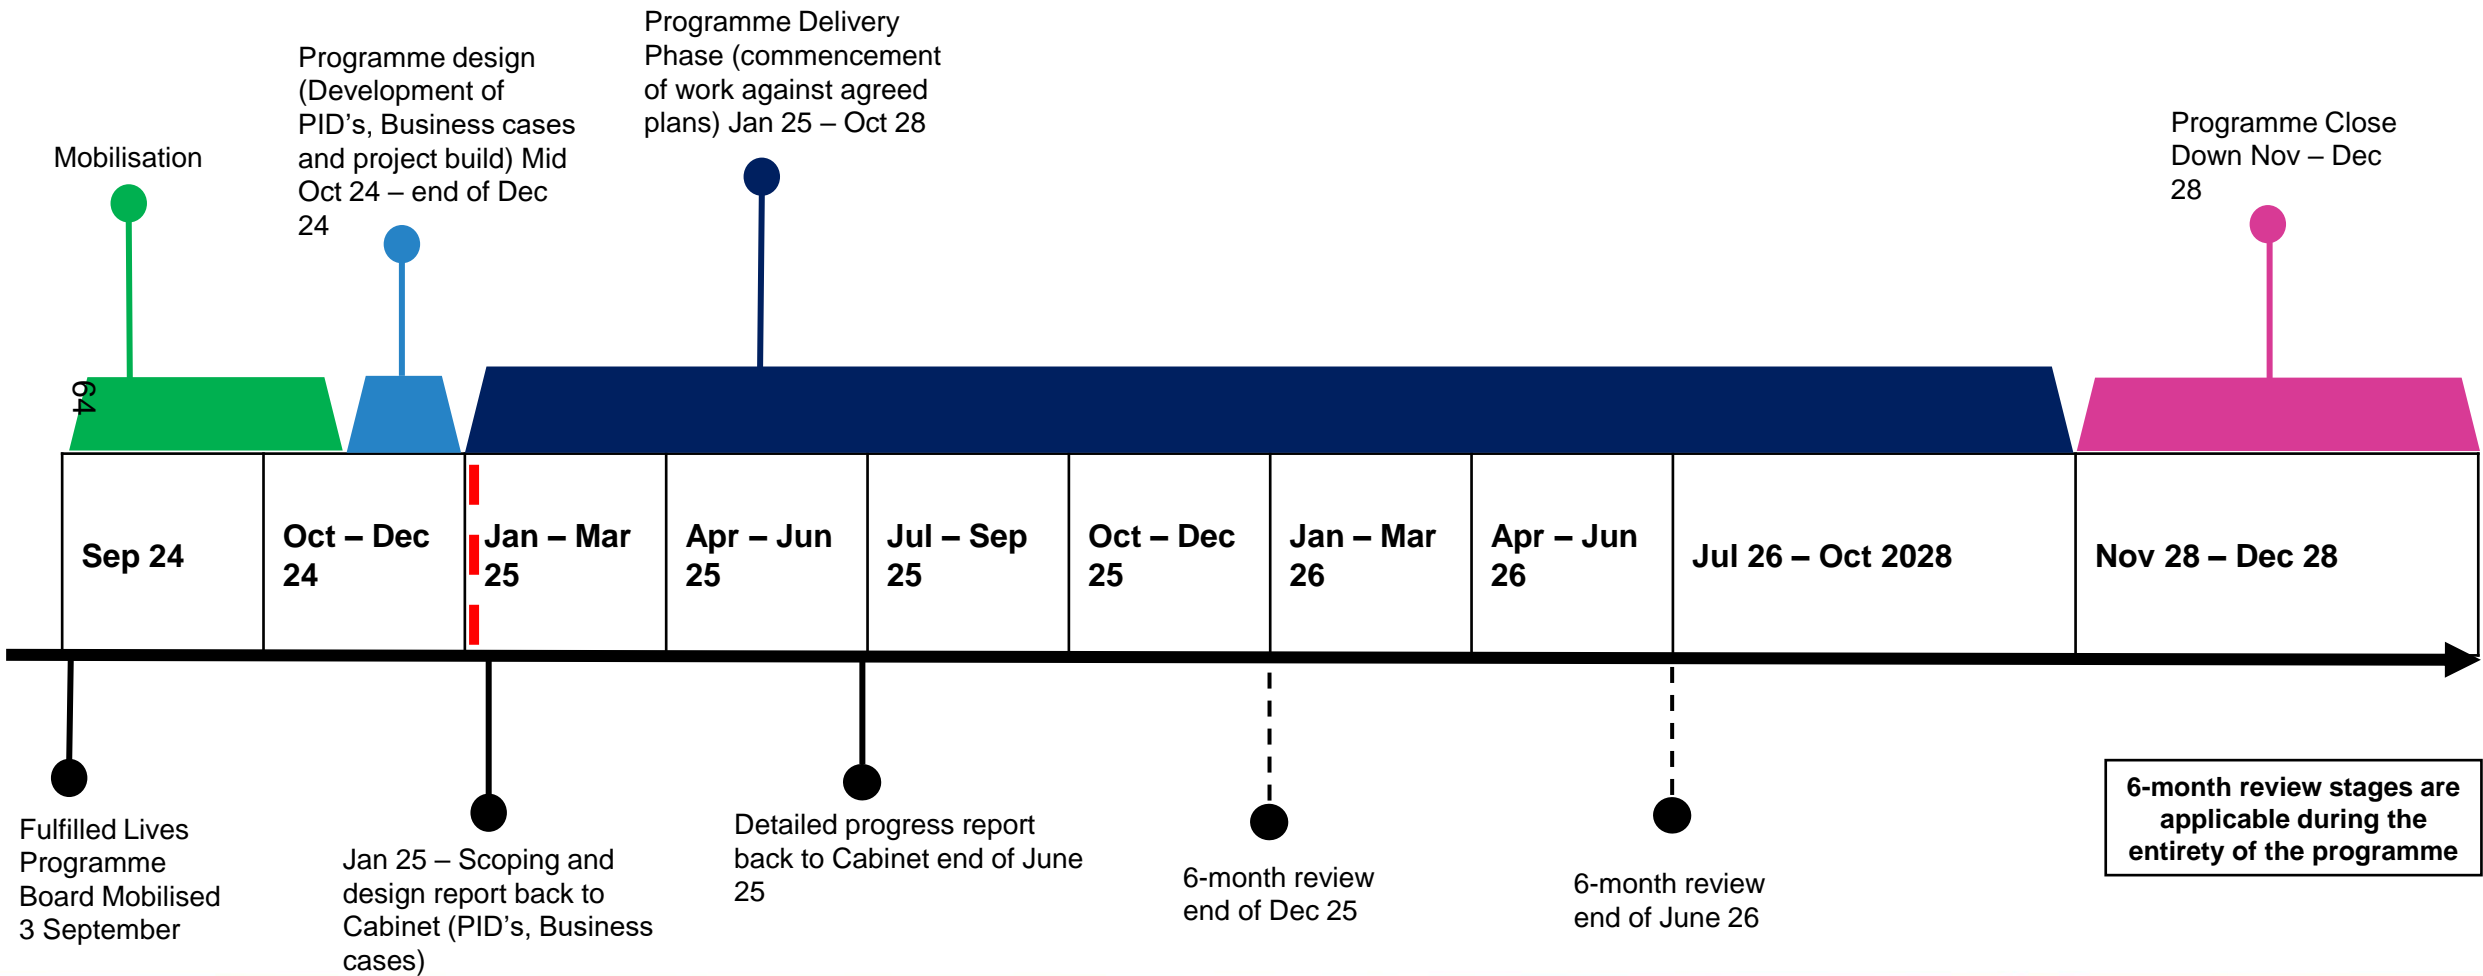 Mobilisation
Programme design
(Development of
PID’s, Business cases
and project build) Mid
Oct 24 – end of Dec
24
Programme Delivery
Phase (commencement
of work against agreed
plans) Jan 25 – Oct 28
Programme Close
Down Nov – Dec
28
64
Sep 24
Oct – Dec
24
Jan – Mar
25
Apr – Jun
25
Jul – Sep
25
Oct – Dec
25
Jan – Mar
26
Apr – Jun
26
Jul 26 – Oct 2028
Nov 28 – Dec 28
Fulfilled Lives
Programme
Board Mobilised
3 September
Jan 25 – Scoping and
design report back to
Cabinet (PID’s, Business
cases)
Detailed progress report
back to Cabinet end of June
25
6-month review
end of Dec 25
6-month review
end of June 26
6-month review stages are
applicable during the
entirety of the programme